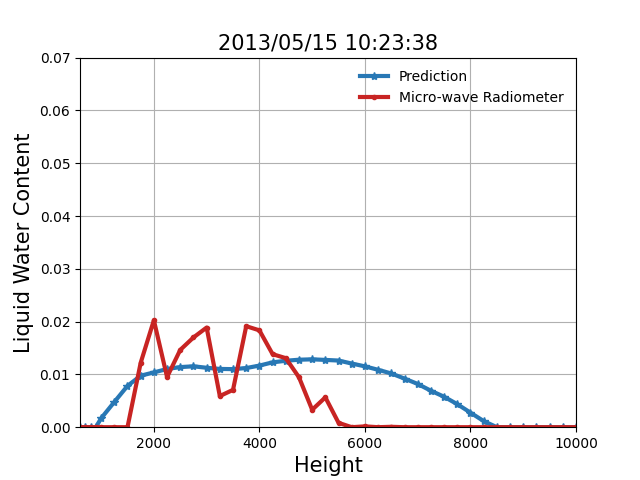 2013/05/15 10:23:38
0.07
0.06
0.05
0.04
0.03
0.02
0.01
0.00
Liquid Water Content
Prediction
Micro-wave Radiometer
2000 4000 6000 8000 10000
Height